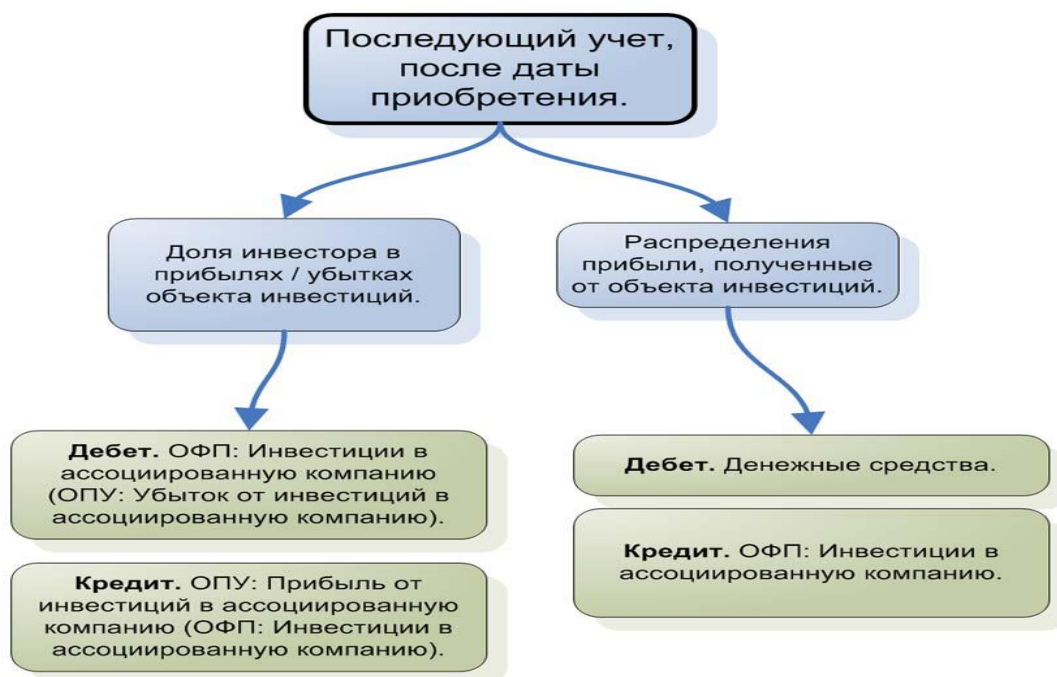 Последующий учет,
после даты
приобретения.
Доля инвестора в
прибылях / убытках
объекта инвестиций.
Распределения
прибыли, полученные
от объекта инвестиций.
Дебет. ОФП: Инвестиции в
ассоциированную компанию
(ОПУ: Убыток от инвестиций в
ассоциированную компанию).
Кредит. ОПУ: Прибыль от
инвестиций в ассоциированную
компанию (ОФП: Инвестиции в
ассоциированную компанию).
Дебет. Денежные средства.
Кредит. ОФП: Инвестиции в
ассоциированную компанию.